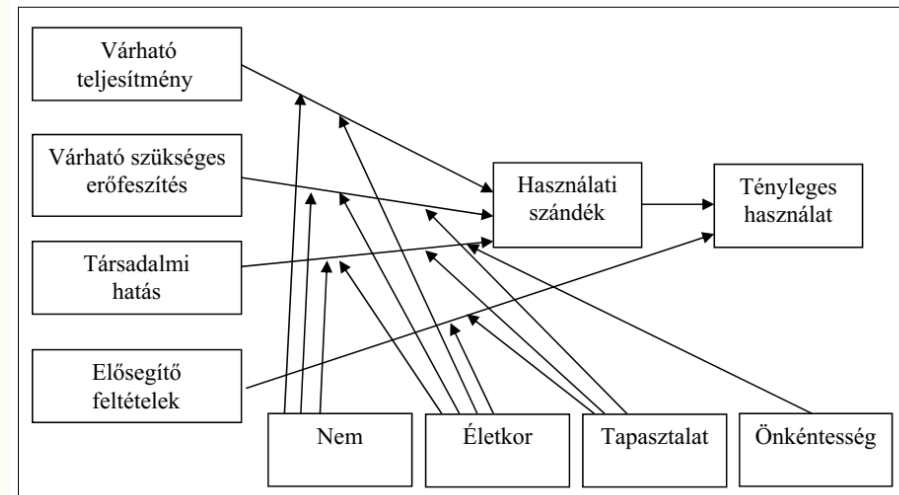 Várható
teljesítmény
Várható szükséges
erőfeszítés
Társadalmi
hatás
Elősegítő
feltételek
Használati
szándék
Tényleges
használat
Nem
Életkor
Tapasztalat
Önkéntesség